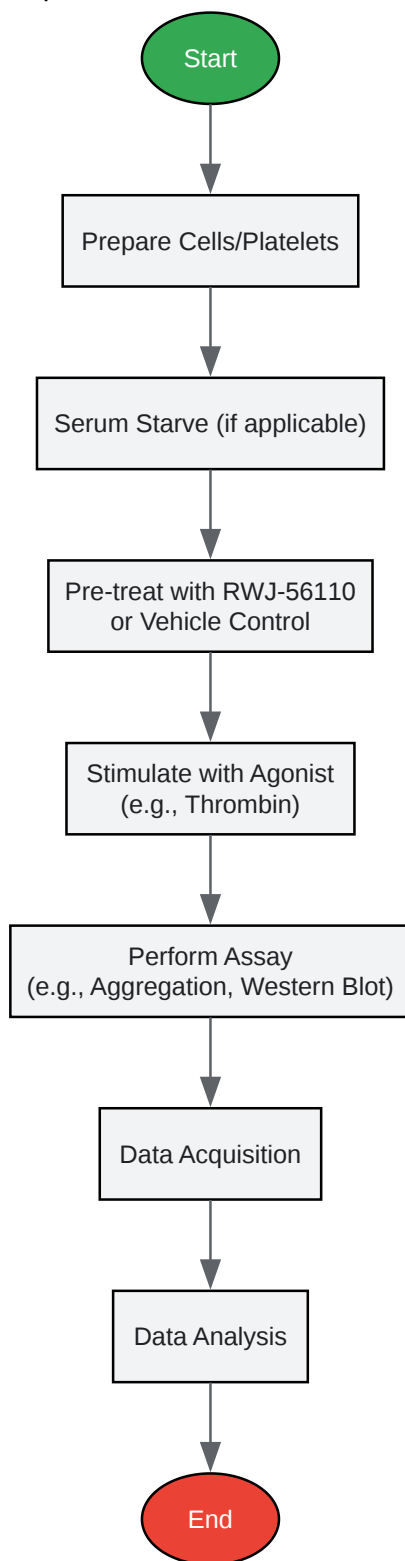 Start
Prepare Cells/Platelets
Serum Starve (if applicable)
Pre-treat with RWJ-56110
or Vehicle Control
Stimulate with Agonist
(e.g., Thrombin)
Perform Assay
(e.g., Aggregation, Western Blot)
Data Acquisition
Data Analysis
End